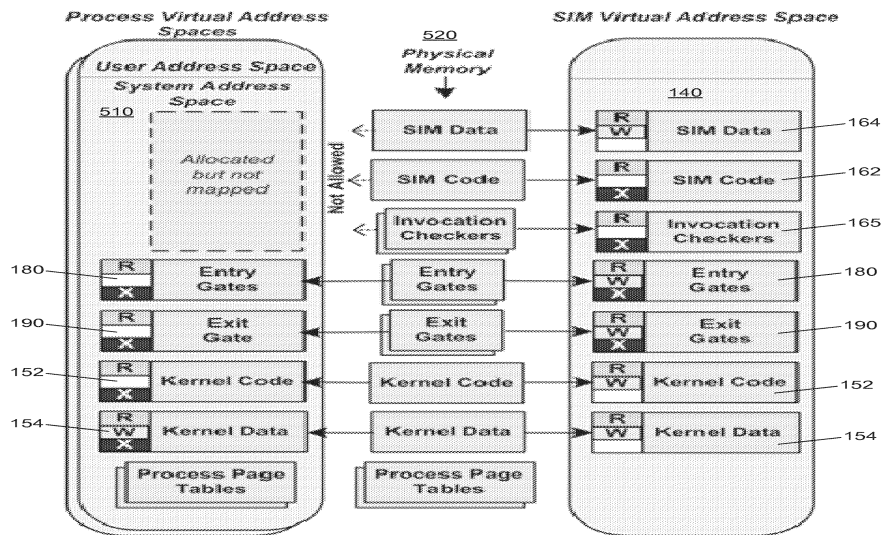 Process Virtual Address
Spaces
520
SIM Virtual Address Space
User Address Space
Physical
Memory
System Address
Space
510
140
Allocated
but not
mapped
Not Allowed
SIM Data
R
W
SIM Data
164
SIM Code
R
X
SIM Code
162
Invocation
Checkers
R
X
Invocation
Checkers
165
180
R
X
Entry
Gates
Entry
Gates
R
W
X
Entry
Gates
180
190
R
X
Exit
Gate
Exit
Gates
R
W
X
Exit
Gates
190
152
R
X
Kernel Code
Kernel Code
R
W
Kernel Code
152
154
R
W
X
Kernel Data
Kernel Data
R
W
Kernel Data
154
Process Page
Tables
Process Page
Tables